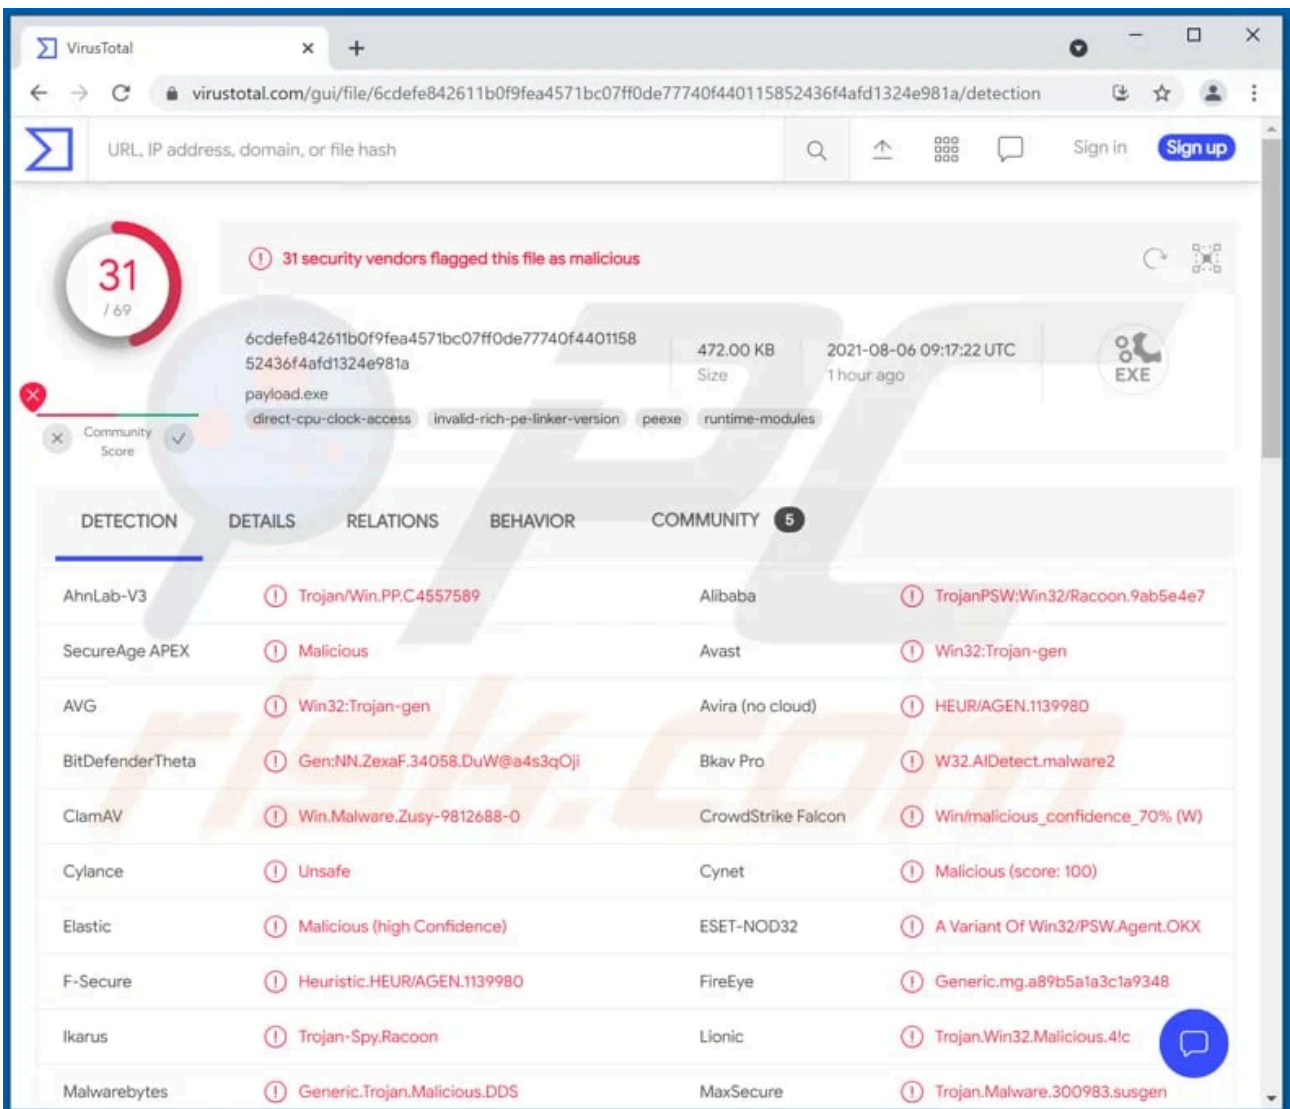 VirusTotal
virustotal.com/gui/file/6cdefe842611b0f9fea4571bc07ff0de77740f440115852436f4afd1324e981a/detection
URL, IP address, domain, or file hash
Sign in
Sign up
31
/ 69
31 security vendors flagged this file as malicious
6cdefe842611b0f9fea4571bc07ff0de77740f4401158
52436f4afd1324e981a
payload.exe
direct-cpu-clock-access invalid-rich-pe-linker-version peexe runtime-modules
472.00 KB
Size
2021-08-06 09:17:22 UTC
1 hour ago
EXE
Community
Score
DETECTION DETAILS RELATIONS BEHAVIOR COMMUNITY 5
AhnLab-V3 Trojan/Win.PP.C4557589 Alibaba TrojanPSW:Win32/Racoon.9ab5e4e7
SecureAge APEX Malicious Avast Win32:Trojan-gen
AVG Win32:Trojan-gen Avira (no cloud) HEUR/AGEN.1139980
BitDefenderTheta Gen:NN.ZexaF.34058.DuW@a4s3qOji Bkav Pro W32.AIDetect.malware2
ClamAV Win.Malware.Zusy-9812688-0 CrowdStrike Falcon Win/malicious_confidence_70% (W)
Cylance Unsafe Cynet Malicious (score: 100)
Elastic Malicious (high Confidence) ESET-NOD32 A Variant Of Win32/PSW.Agent.OKX
F-Secure Heuristic.HEUR/AGEN.1139980 FireEye Generic.mg.a89b5a1a3c1a9348
Ikarus Trojan-Spy.Racoon Lionic Trojan.Win32.Malicious.4!c
Malwarebytes Generic.Trojan.Malicious.DDS MaxSecure Trojan.Malware.300983.susgen
PC
risk.com